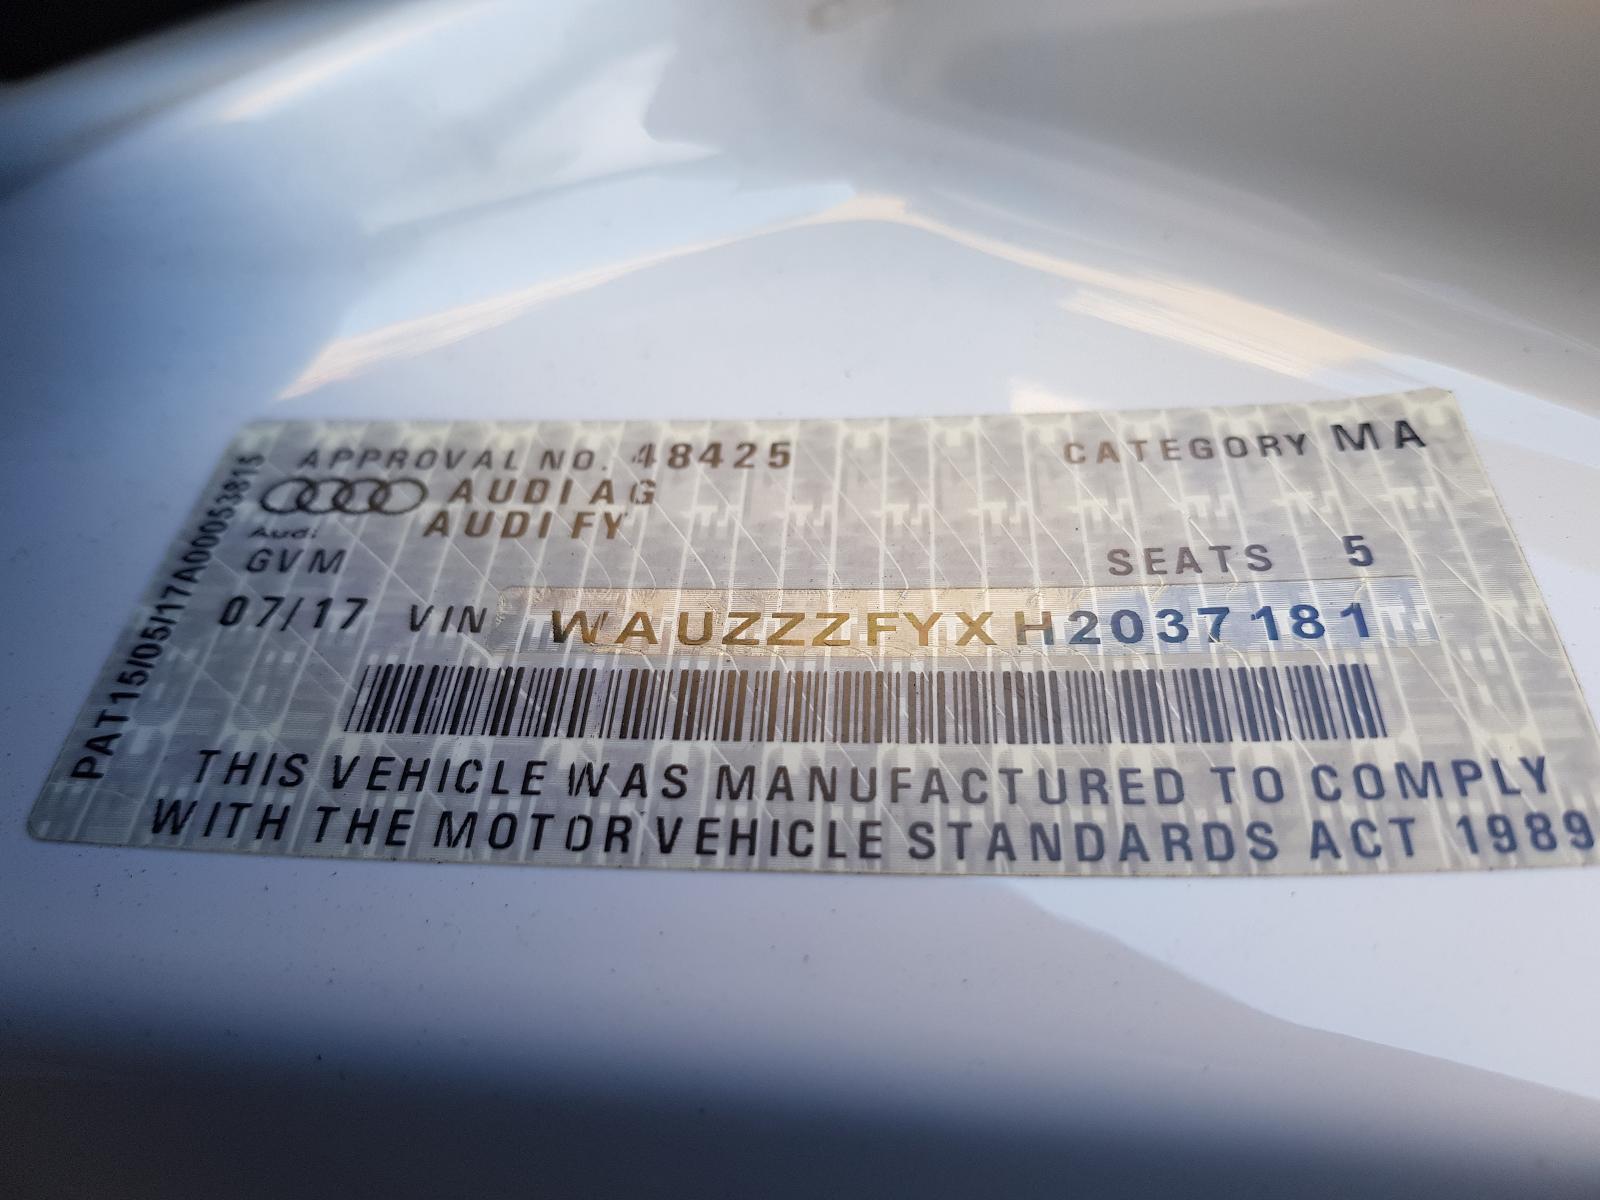 APPROVAL NO. 48425 CATEGORY MA
AUDI AG
Audi AUDI FY
GVM SEATS 5
07/17 VIN WAUZZZFYXH2037181
THIS VEHICLE WAS MANUFACTURED TO COMPLY
WITH THE MOTOR VEHICLE STANDARDS ACT 1989
PAT15/05/17A00053815